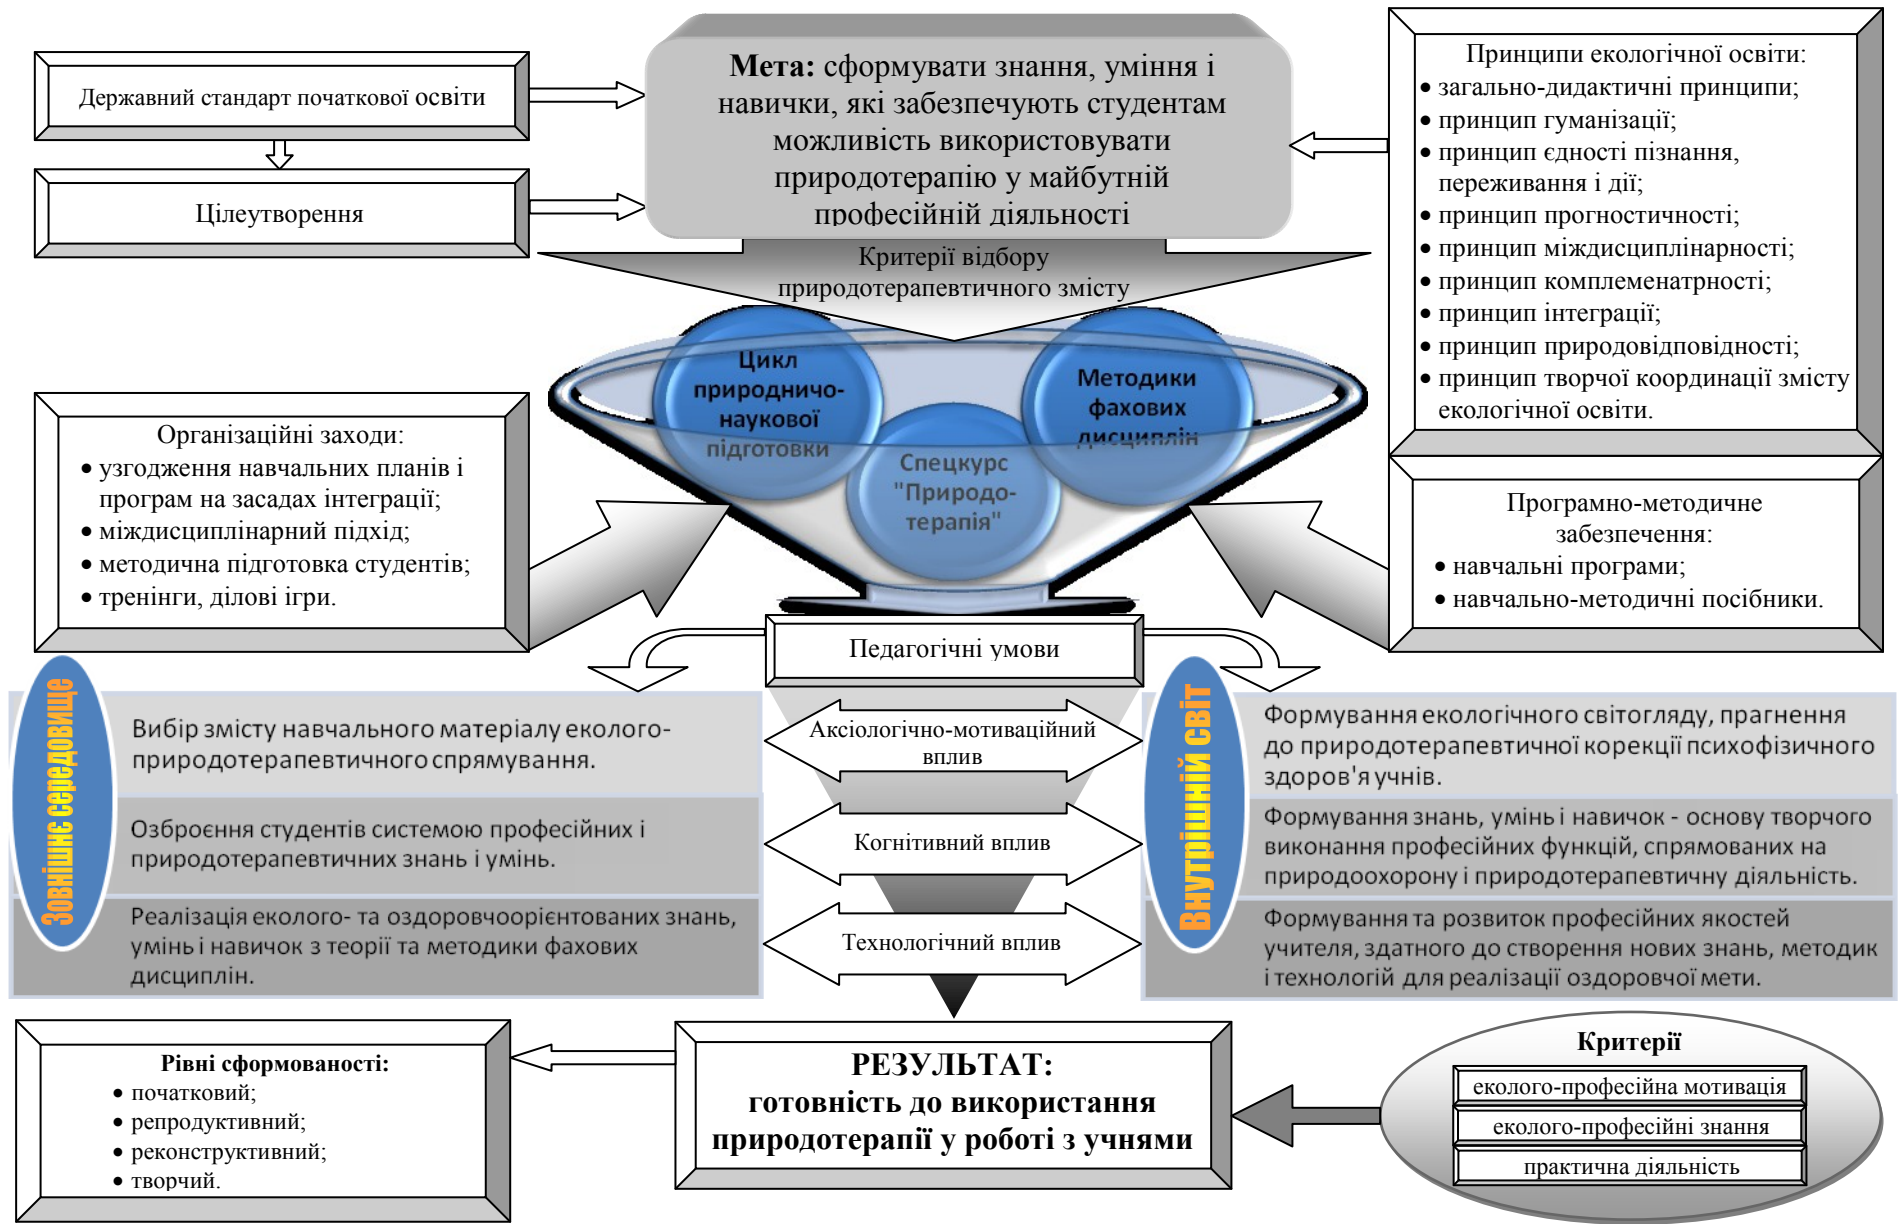 Державний стандарт початкової освіти
Цілеутворення
Мета: сформувати знання, уміння і
навички, які забезпечують студентам
можливість використовувати
природотерапію у майбутній
професійній діяльності
Принципи екологічної освіти:
• загально-дидактичні принципи;
• принцип гуманізації;
• принцип єдності пізнання,
переживання і дії;
• принцип прогностичності;
• принцип міждисциплінарності;
• принцип комплеменатрності;
• принцип інтеграції;
• принцип природовідповідності;
• принцип творчої координації змісту
екологічної освіти.
Критерії відбору
природотерапевтичного змісту
Цикл
природничо-
наукової
підготовки
Спецкурс
"Природо-
терапія"
Методики
фахових
дисциплін
Організаційні заходи:
• узгодження навчальних планів і
програм на засадах інтеграції;
• міждисциплінарний підхід;
• методична підготовка студентів;
• тренінги, ділові ігри.
Програмно-методичне
забезпечення:
• навчальні програми;
• навчально-методичні посібники.
Педагогічні умови
Зовнішнє середовище
Вибір змісту навчального матеріалу еколого-
природотерапевтичного спрямування.
Озброєння студентів системою професійних і
природотерапевтичних знань і умінь.
Реалізація еколого- та оздоровчоорієнтованих знань,
умінь і навичок з теорії та методики фахових
дисциплін.
Аксіологічно-мотиваційний
вплив
Когнітивний вплив
Технологічний вплив
Внутрішній світ
Формування екологічного світогляду, прагнення
до природотерапевтичної корекції психофізичного
здоров'я учнів.
Формування знань, умінь і навичок - основу творчого
виконання професійних функцій, спрямованих на
природоохорону і природотерапевтичну діяльність.
Формування та розвиток професійних якостей
учителя, здатного до створення нових знань, методик
і технологій для реалізації оздоровчої мети.
Рівні сформованості:
• початковий;
• репродуктивний;
• реконструктивний;
• творчий.
РЕЗУЛЬТАТ:
готовність до використання
природотерапії у роботі з учнями
Критерії
еколого-професійна мотивація
еколого-професійні знання
практична діяльність